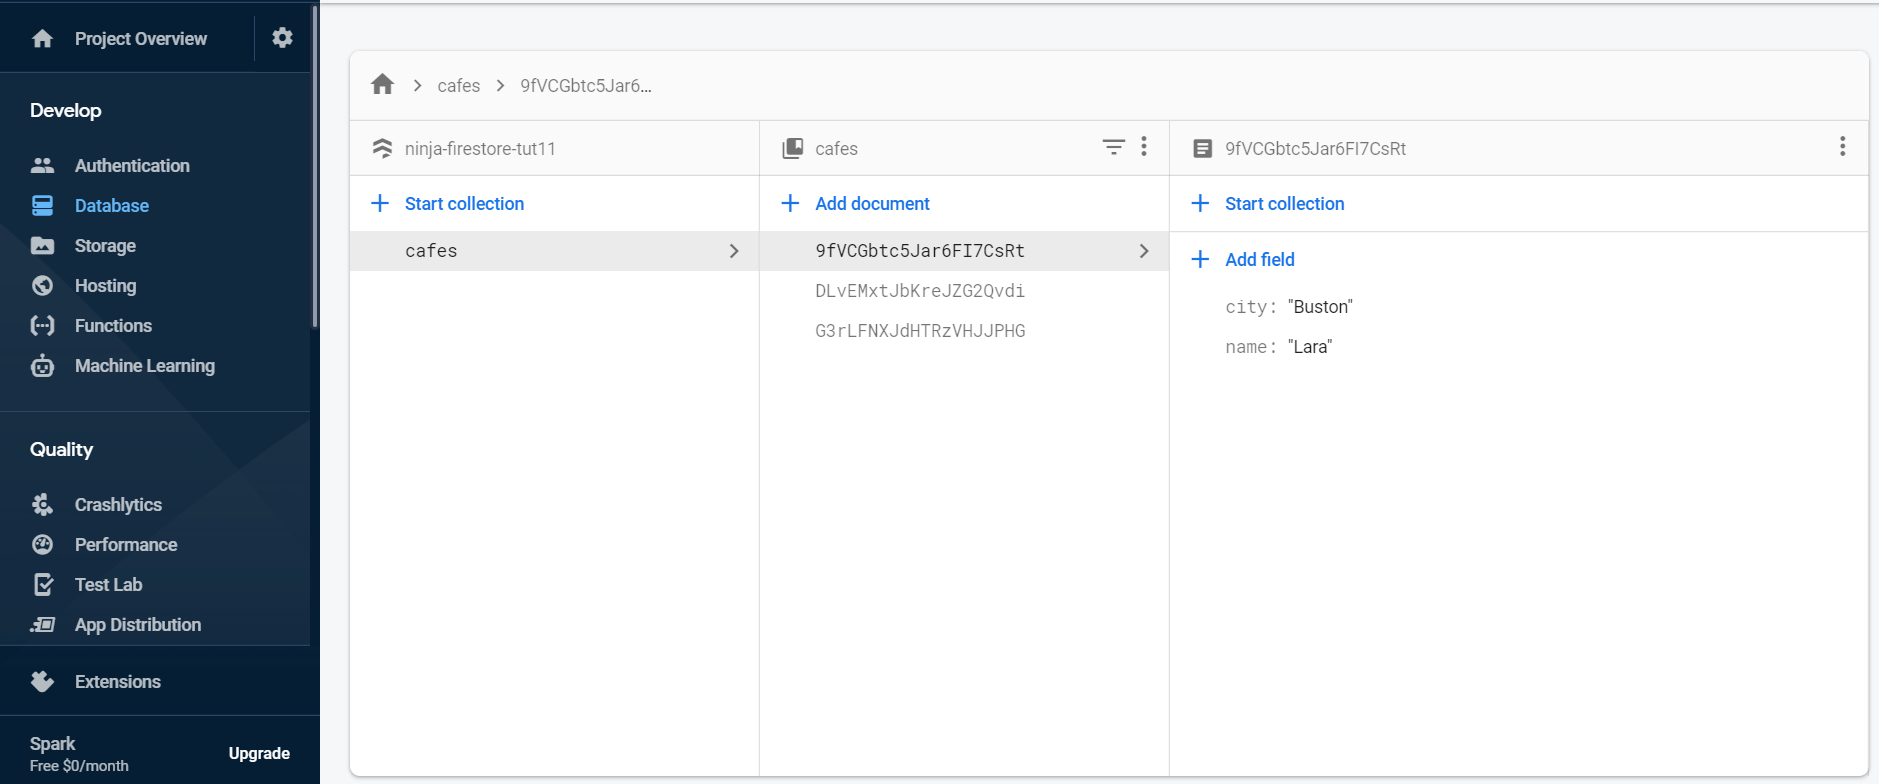 Project Overview
Develop
Authentication
Database
Storage
Hosting
Functions
Machine Learning
Quality
Crashlytics
Performance
Test Lab
App Distribution
Extensions
Spark
Free $0/month
Upgrade
cafes
9fVCGbtc5Jar6...
ninja-firestore-tut11
Start collection
cafes
cafes
Add document
9fVCGbtc5Jar6FI7CsRt
DLvEMxtJbKreJZG2Qvdi
G3rLFNXJdHTRzVHJJPHG
9fVCGbtc5Jar6FI7CsRt
Start collection
Add field
city: "Buston"
name: "Lara"